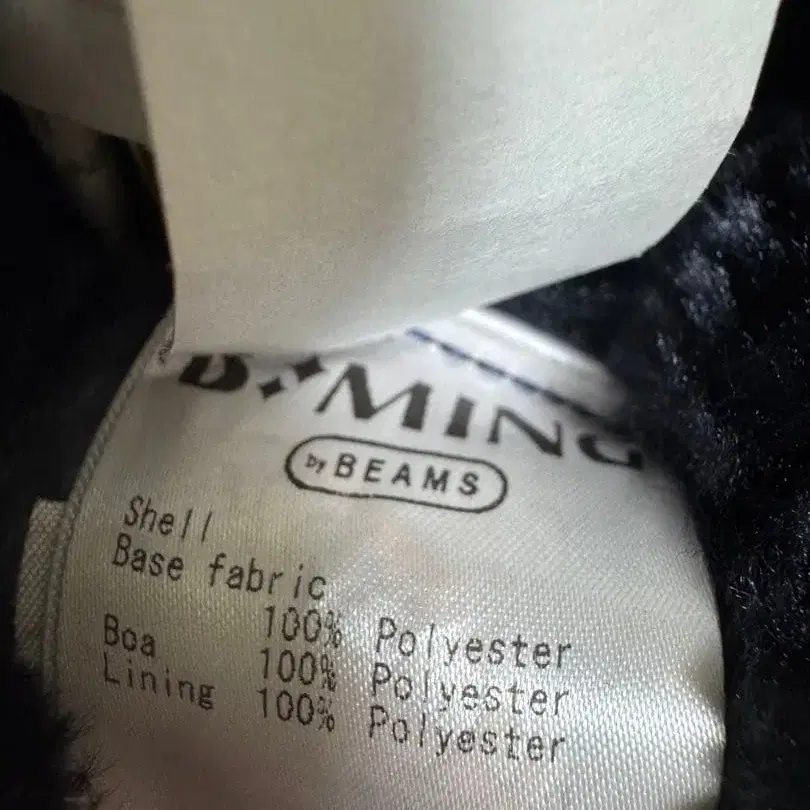 B:MING
by BEAMS
Shell
Base fabric
100% Polyester
Boa 100% Polyester
Lining 100% Polyester